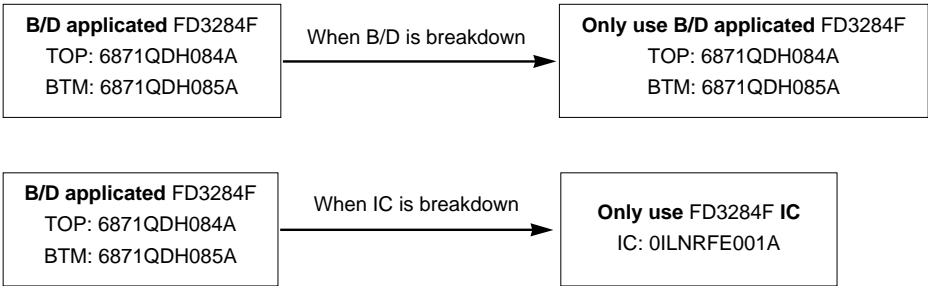 B/D applicated FD3284F
TOP: 6871QDH084A
BTM: 6871QDH085A
When B/D is breakdown
Only use B/D applicated FD3284F
TOP: 6871QDH084A
BTM: 6871QDH085A
B/D applicated FD3284F
TOP: 6871QDH084A
BTM: 6871QDH085A
When IC is breakdown
Only use FD3284F IC
IC: 0ILNRFE001A